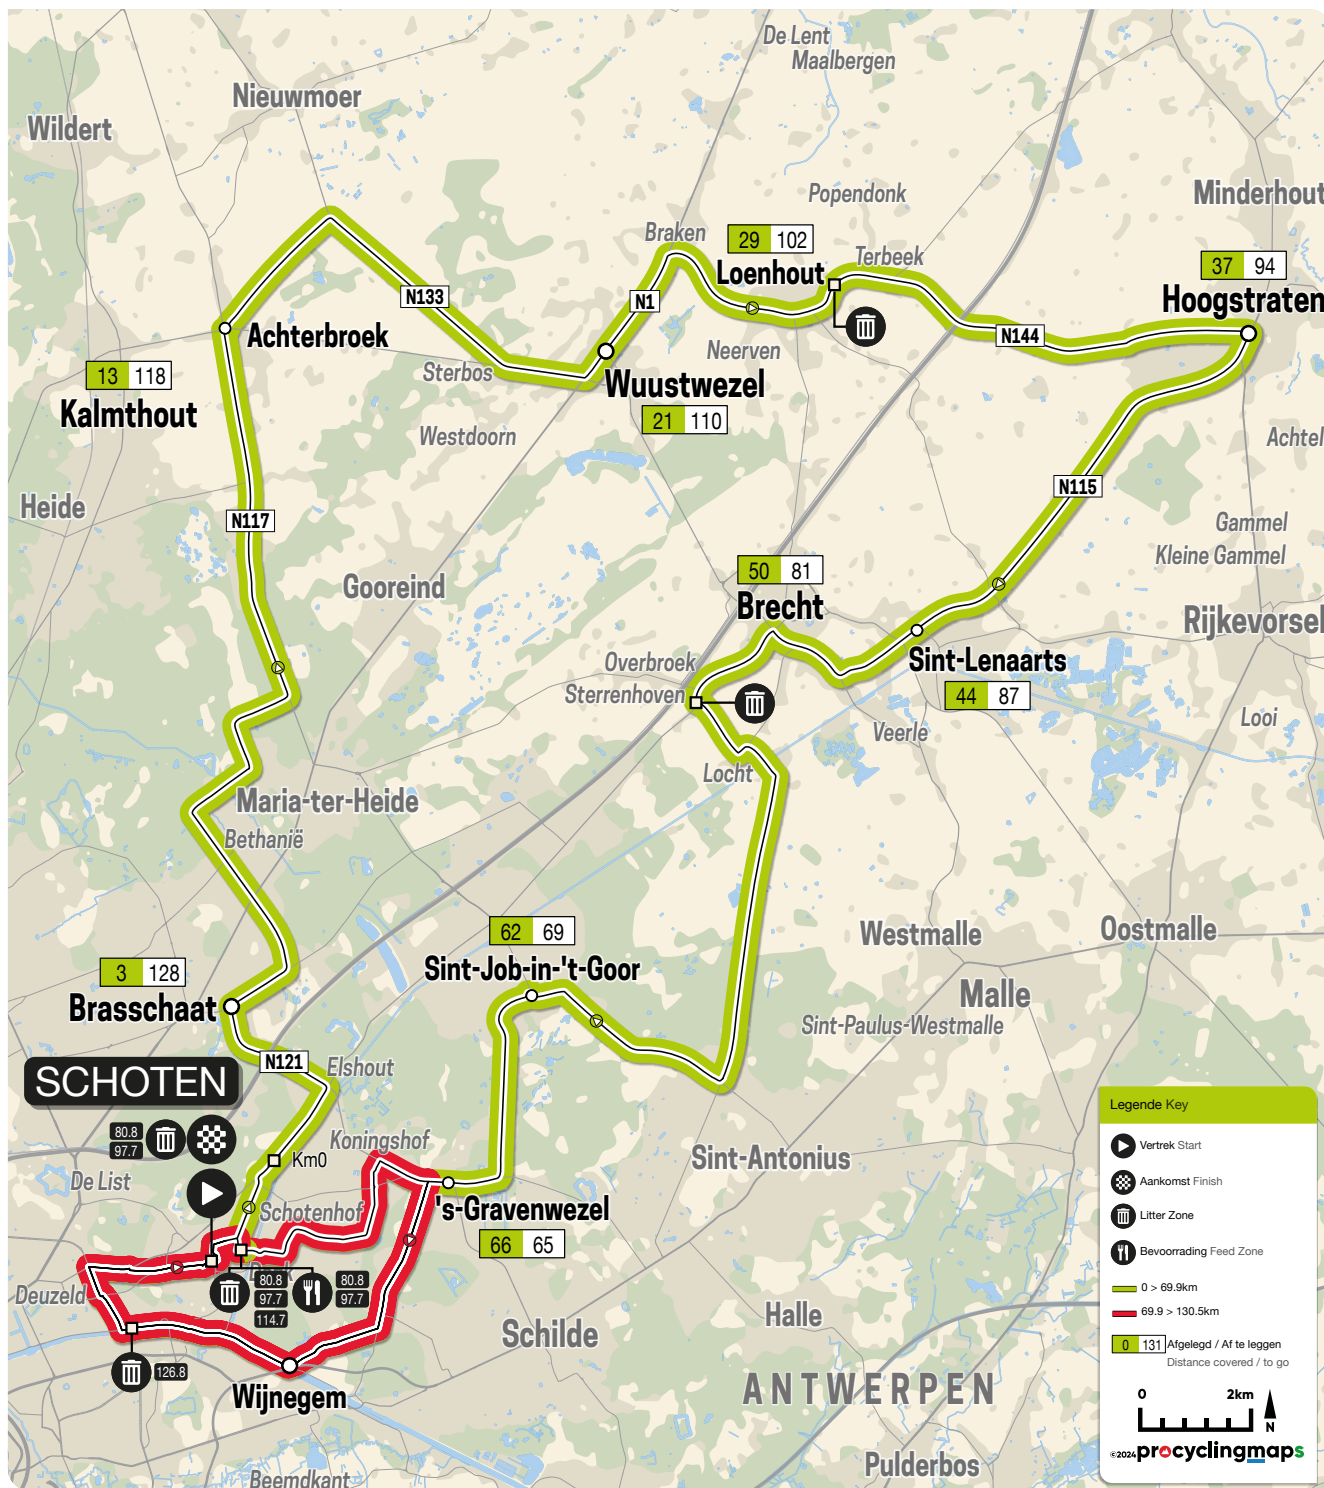 De Lent
Maalbergen
Nieuwmoer
Wildert
Popendonk
Minderhout
Braken
29 102
Loenhout
Terbeek
37 94
Hoogstraten
N133
N1
N144
Achterbroek
Neerven
13 118
Kalmthout
Sterbos
Wuustwezel
21 110
Westdoorn
Achtel
N115
Heide
N117
Gammel
Kleine Gammel
Gooreind
50 81
Brecht
Rijkevorsel
Overbroek
Sterrenhoven
Sint-Lenaarts
44 87
Looi
Veerle
Locht
Maria-ter-Heide
Bethanië
62 69
Sint-Job-in-'t-Goor
Westmalle
Oostmalle
3 128
Brasschaat
Malle
Sint-Paulus-Westmalle
N121
Elshout
SCHOTEN
80.8
97.7
Koningshof
Km0
De List
Sint-Antonius
Schotenhof
's-Gravenwezel
66 65
Deuzeld
80.8
97.7
114.7
80.8
97.7
Schilde
Halle
126.8
Wijnegem
ANTWERPEN
Pulderbos
Beemdkant
Legende Key
Vertrek Start
Aankomst Finish
Litter Zone
Bevoorrading Feed Zone
0 > 69.9km
69.9 > 130.5km
0 131 Afgelegd / Af te leggen
Distance covered / to go
0 2km
N
©2024 procyclingmaps